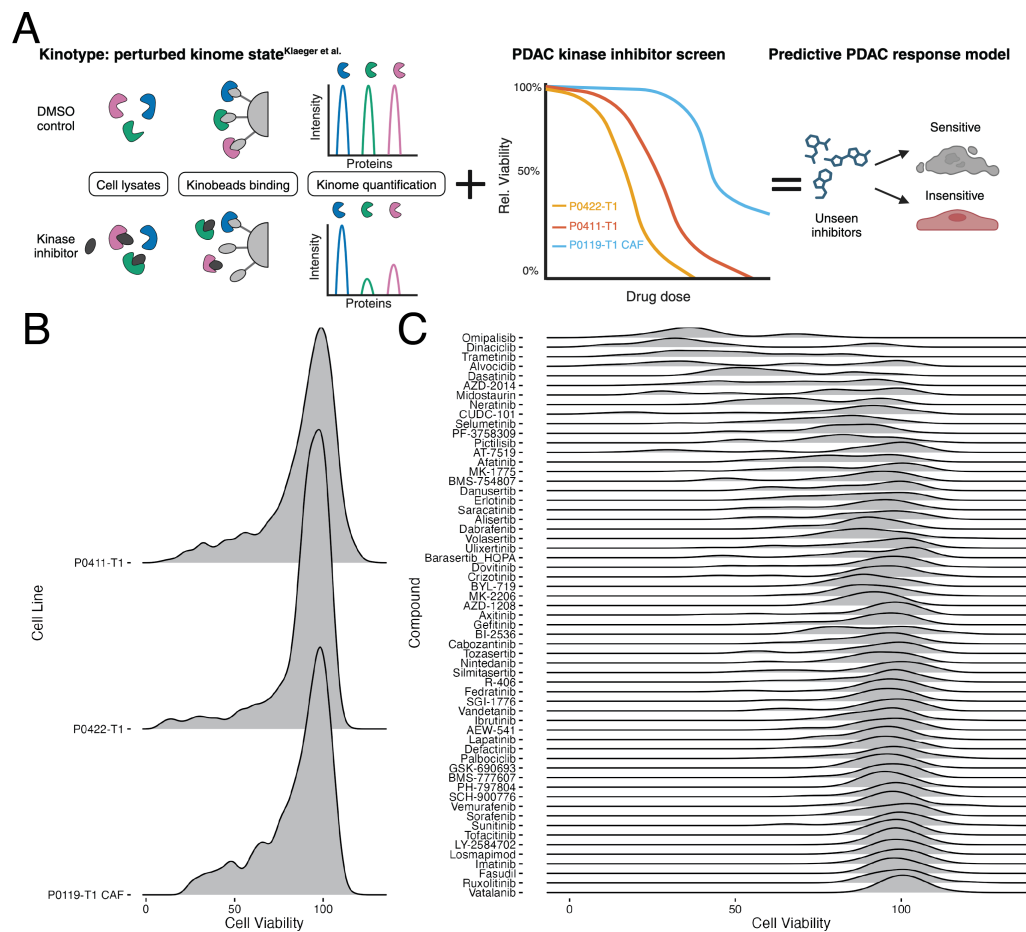 A
Kinotype: perturbed kinome state Klaeger et al.
DMSO
control
Cell lysates
Kinobeads binding
Kinome quantification
Kinase
inhibitor
Intensity
Proteins
Intensity
Proteins
+
PDAC kinase inhibitor screen
100%
50%
0%
Rel. Viability
P0422-T1
P0411-T1
P0119-T1 CAF
Drug dose
=
Predictive PDAC response model
Sensitive
Insensitive
Unseen
inhibitors
B
Cell Line
P0411-T1
P0422-T1
P0119-T1 CAF
0
50
100
Cell Viability
C
Compound
Omipalisib
Dinaciclib
Trametinib
Alvocidib
Dasatinib
AZD-2014
Midostaurin
Neratinib
CUDC-101
Selumetinib
PF-3758309
Pictilisib
AT-7519
Afatinib
MK-1775
BMS-754807
Danusertib
Erlotinib
Saracatinib
Alisertib
Dabrafenib
Volasertib
Ulixertinib
Barasertib_HQPA
Dovitinib
Crizotinib
BYL-719
MK-2206
AZD-1208
Axitinib
Gefitinib
BI-2536
Cabozantinib
Tozasertib
Nintedanib
Silmitasertib
R-406
Fedratinib
SGI-1776
Vandetanib
Ibrutinib
AEW-541
Lapatinib
Defactinib
Palbociclib
GSK-690693
BMS-777607
PH-797804
SCH-900776
Vemurafenib
Sorafenib
Sunitinib
Tofacitinib
LY-2584702
Losmapimod
Imatinib
Fasudil
Ruxolitinib
Vatalanib
0
50
100
Cell Viability